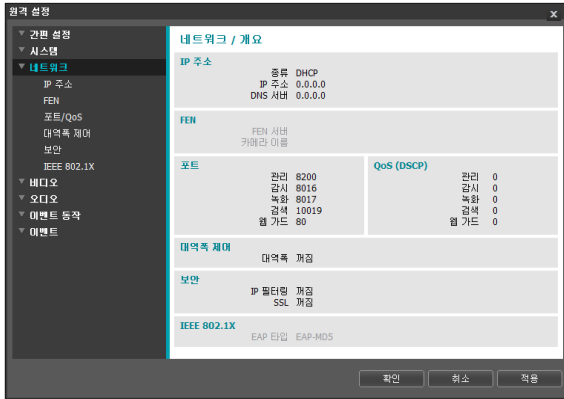 원격 설정
x
간편 설정
시스템
네트워크
IP 주소
FEN
포트/QoS
대역폭 제어
보안
IEEE 802.1X
비디오
오디오
이벤트 동작
이벤트
네트워크 / 개요
IP 주소
종류 DHCP
IP 주소 0.0.0.0
DNS 서버 0.0.0.0
FEN
FEN 서버
카메라 이름
포트
관리 8200
감시 8016
녹화 8017
검색 10019
웹 가드 80
QoS (DSCP)
관리 0
감시 0
녹화 0
검색 0
웹 가드 0
대역폭 제어
대역폭 꺼짐
보안
IP 필터링 꺼짐
SSL 꺼짐
IEEE 802.1X
EAP 타입 EAP-MD5
확인 취소 적용